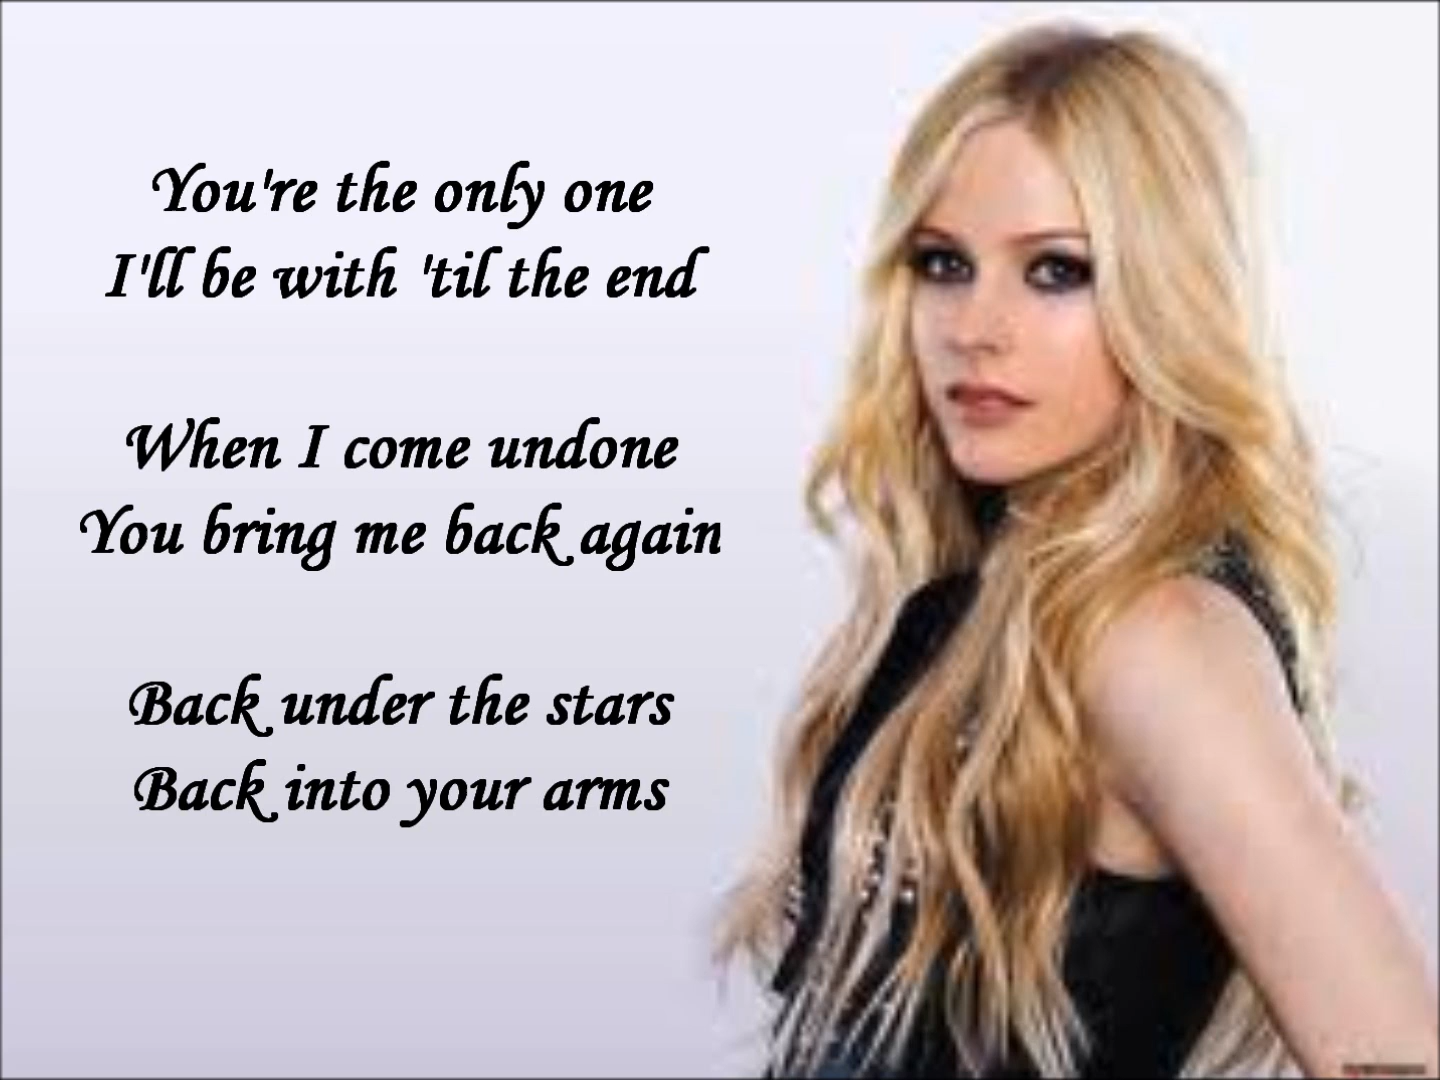 You're the only one
I'll be with 'til the end
When I come undone
You bring me back again
Back under the stars
Back into your arms